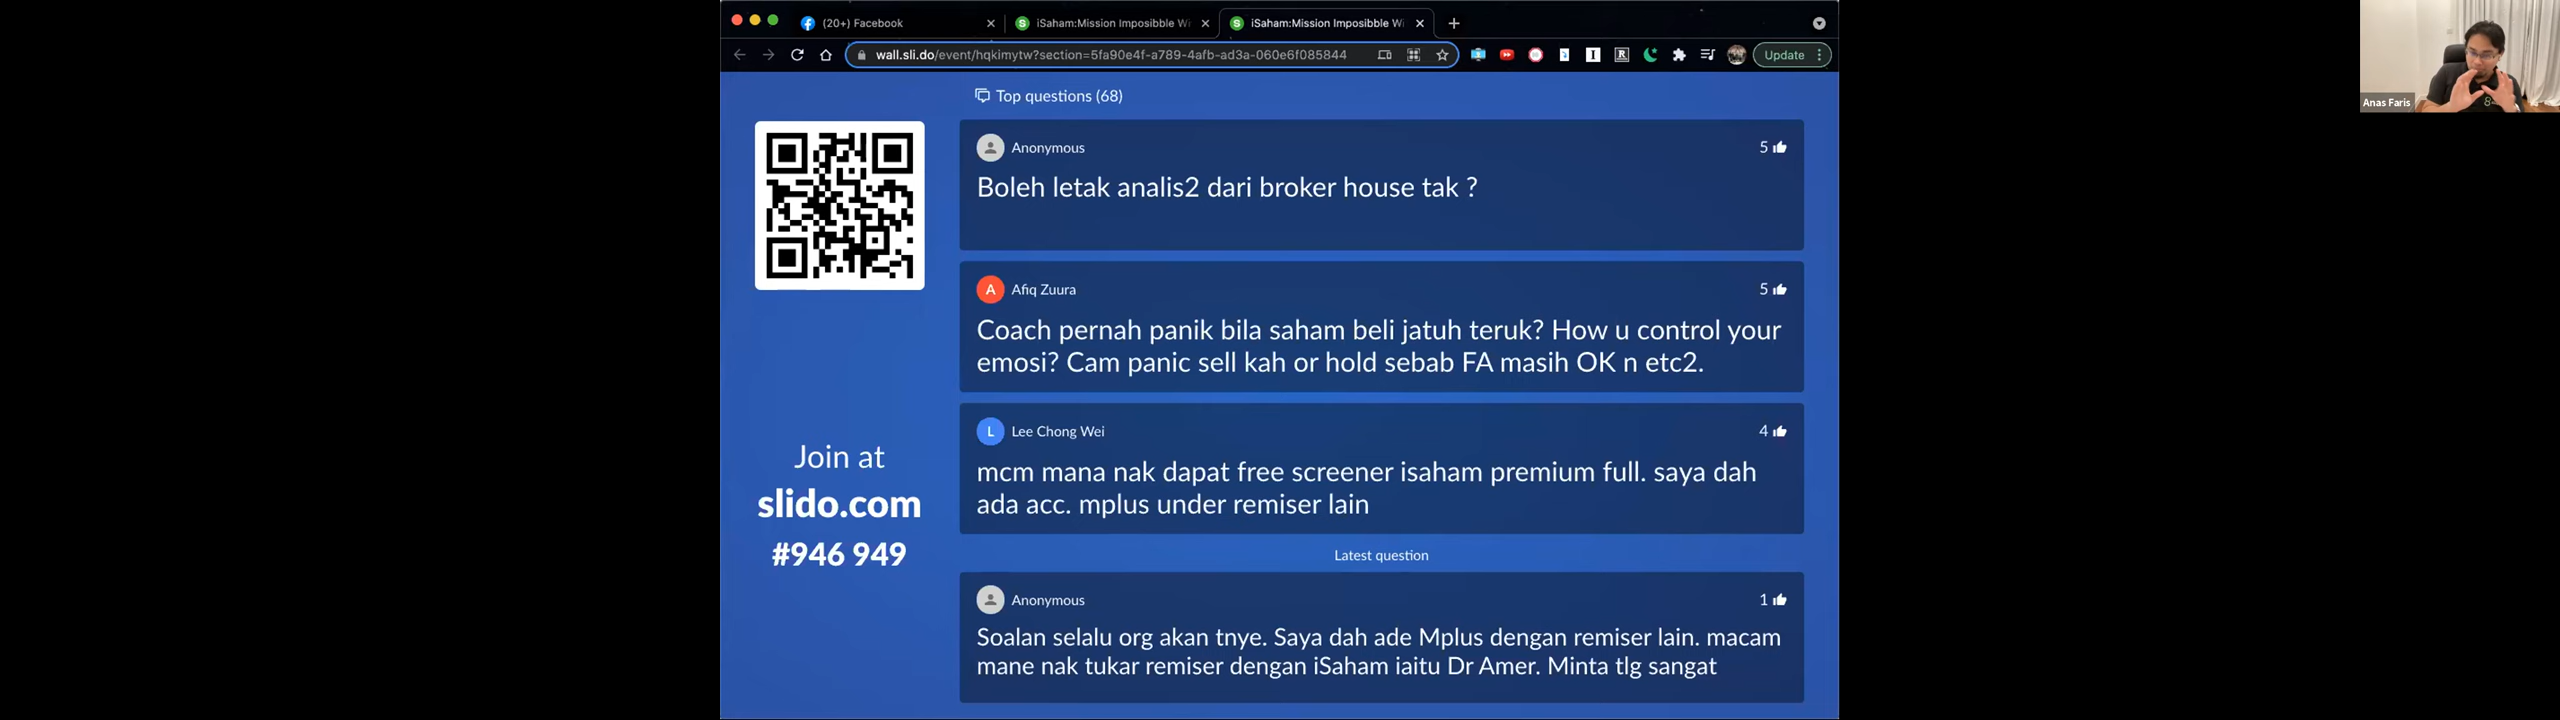 (20+) Facebook
iSaham:Mission Imposibble Wi
iSaham:Mission Imposibble Wi
wall.sli.do/event/hqkimytw?section=5fa90e4f-a789-4afb-ad3a-060e6f085844
Update
Anas Faris
Top questions (68)
Anonymous
5
Boleh letak analis2 dari broker house tak ?
A
Afiq Zuura
5
Coach pernah panik bila saham beli jatuh teruk? How u control your
emosi? Cam panic sell kah or hold sebab FA masih OK n etc2.
L
Lee Chong Wei
4
mcm mana nak dapat free screener isaham premium full. saya dah
ada acc. mplus under remiser lain
Join at
slido.com
#946 949
Latest question
Anonymous
1
Soalan selalu org akan tnye. Saya dah ade Mplus dengan remiser lain. macam
mane nak tukar remiser dengan iSaham iaitu Dr Amer. Minta tlg sangat